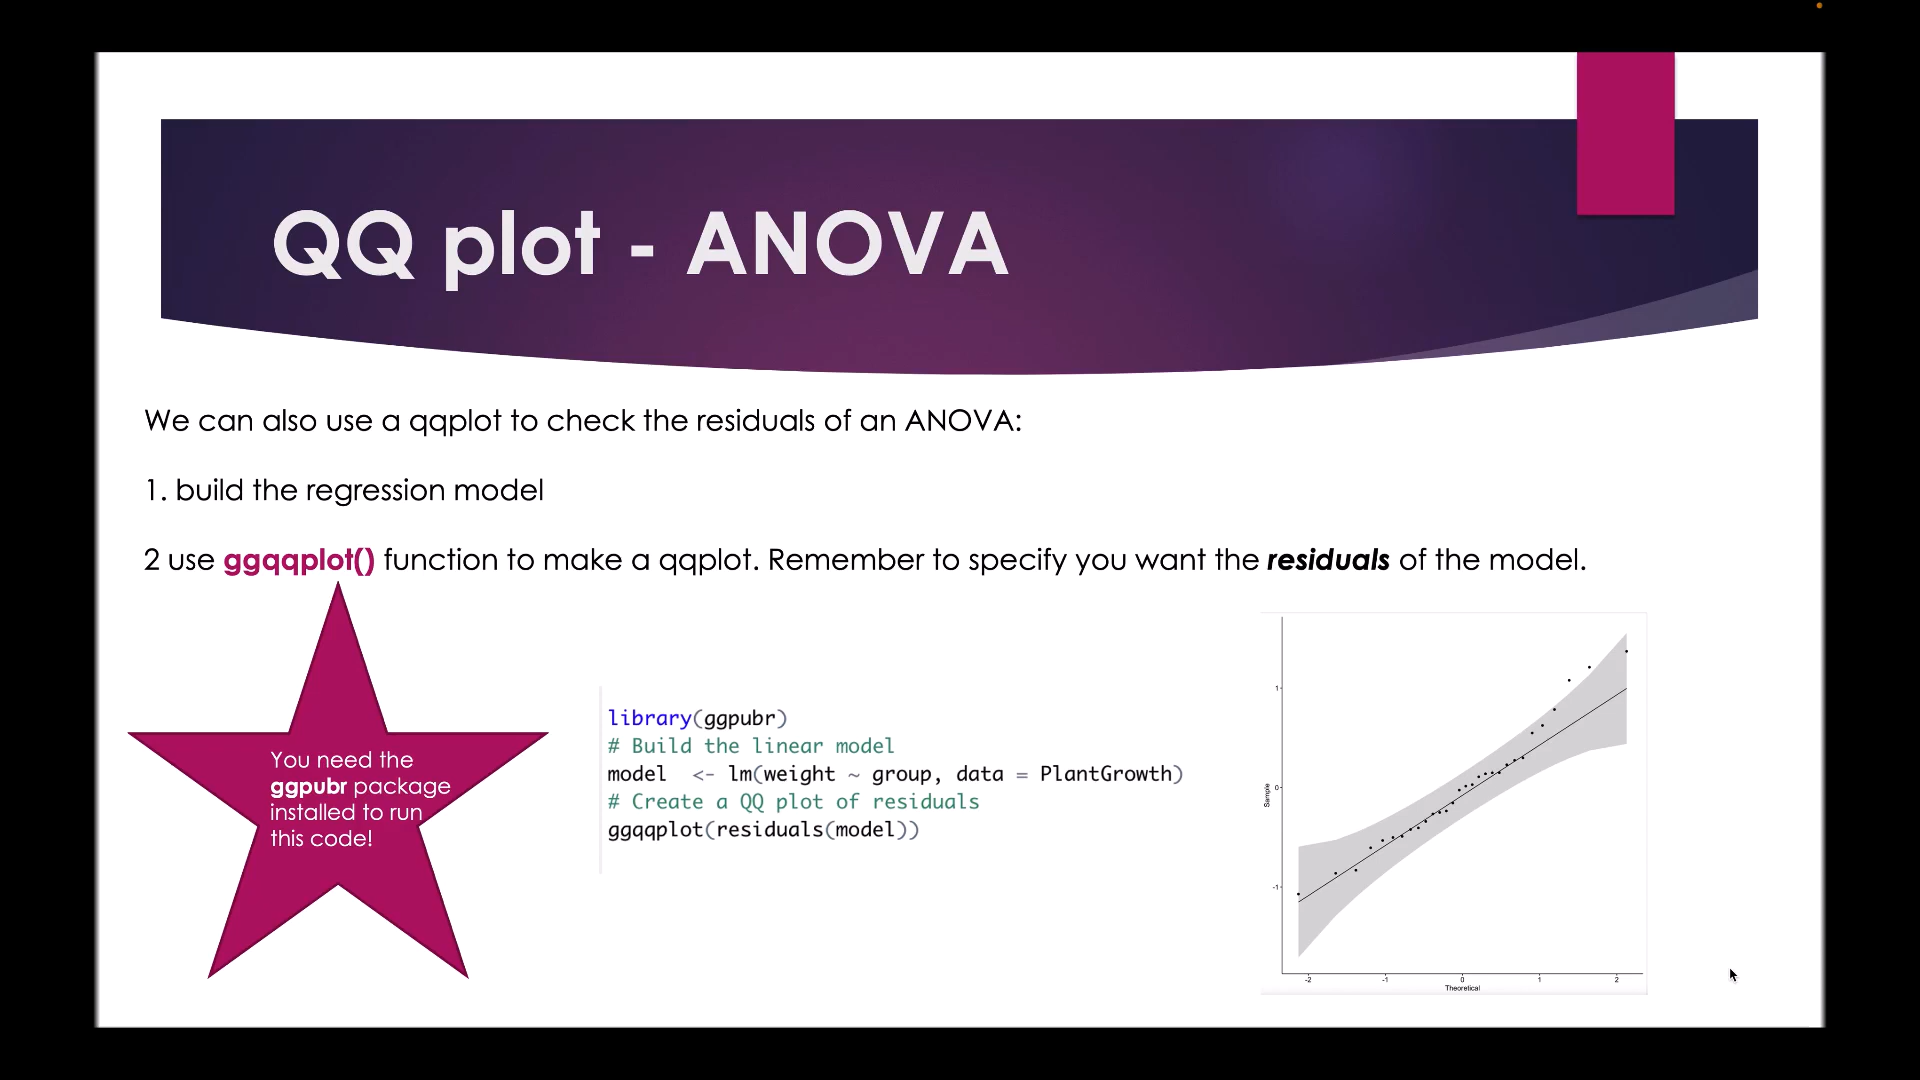 QQ plot - ANOVA
We can also use a qqplot to check the residuals of an ANOVA:
1. build the regression model
2 use ggqqplot() function to make a qqplot. Remember to specify you want the residuals of the model.
You need the
ggpubr package
installed to run
this code!
library(ggpubr)
# Build the linear model
model  <- lm(weight ~ group, data = PlantGrowth)
# Create a QQ plot of residuals
ggqqplot(residuals(model))
Sample
1
0
-1
-2 -1 0 1 2
Theoretical